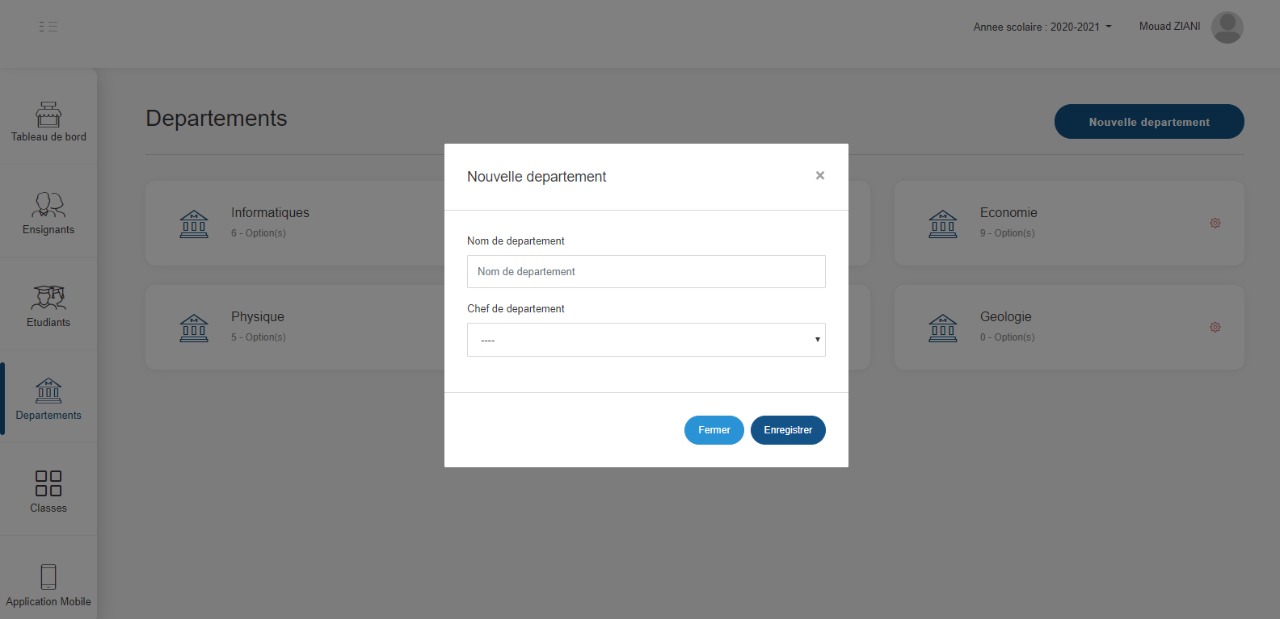 Annee scolaire : 2020-2021
Mouad ZIANI
Tableau de bord
Ensignants
Etudiants
Departements
Classes
Application Mobile
Departements
Nouvelle departement
Informatiques
6 - Option(s)
Economie
9 - Option(s)
Physique
5 - Option(s)
Geologie
0 - Option(s)
Nouvelle departement
×
Nom de departement
Nom de departement
Chef de departement
----
Fermer
Enregistrer